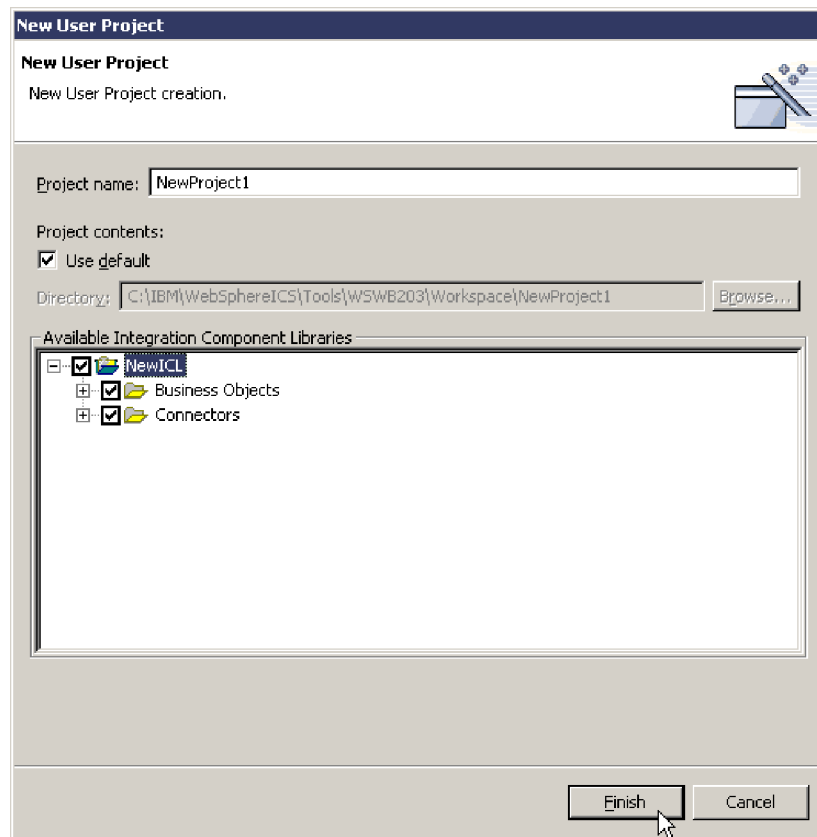 New User Project
New User Project
New User Project creation.
Project name: NewProject1
Project contents:
Use default
Directory: C:\IBM\WebSphereICS\Tools\WSWB203\Workspace\NewProject1 Browse...
Available Integration Component Libraries
NewICL
Business Objects
Connectors
Finish Cancel